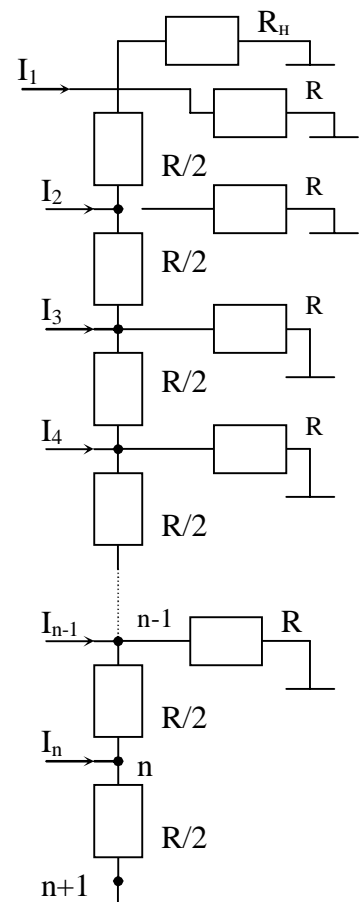 Rн
I1
R
R/2
R
I2
R/2
I3
R
R/2
I4
R
R/2
In-1
n-1
R
R/2
In
n
R/2
n+1